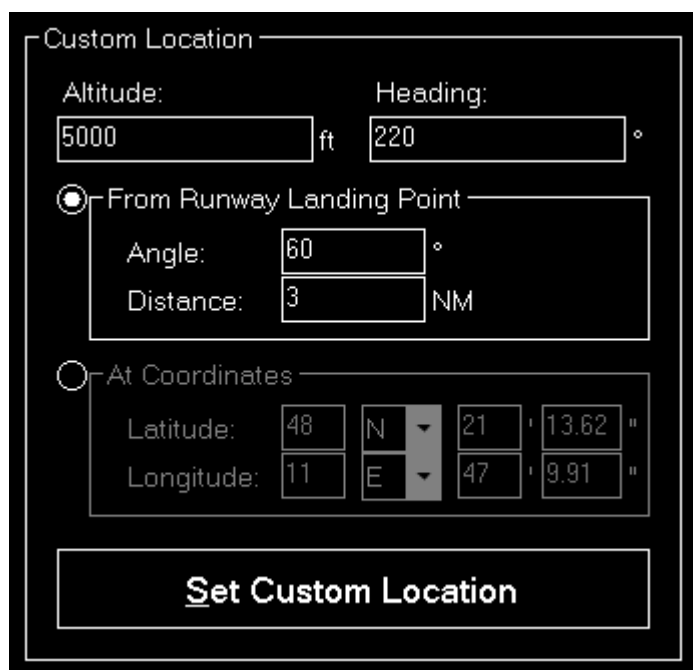 Custom Location
Altitude: Heading:
5000 ft 220 °
From Runway Landing Point
Angle: 60 °
Distance: 3 NM
At Coordinates
Latitude: 48 N 21 ' 13.62 "
Longitude: 11 E 47 ' 9.91 "
Set Custom Location